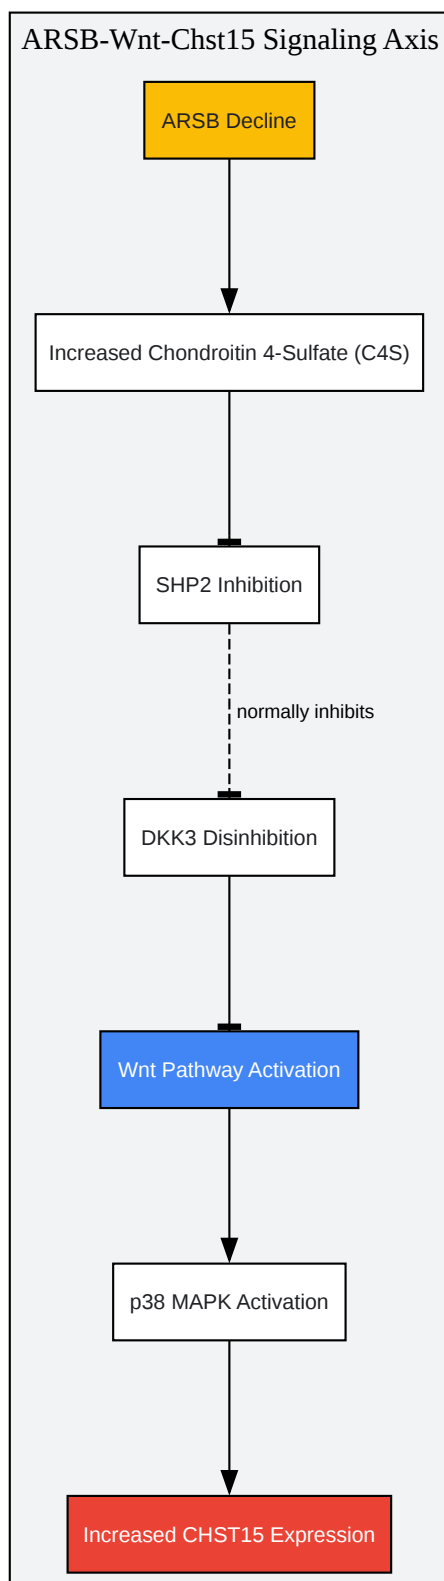 ARSB-Wnt-Chst15 Signaling Axis
ARSB Decline
Increased Chondroitin 4-Sulfate (C4S)
SHP2 Inhibition
normally inhibits
DKK3 Disinhibition
Wnt Pathway Activation
p38 MAPK Activation
Increased CHST15 Expression